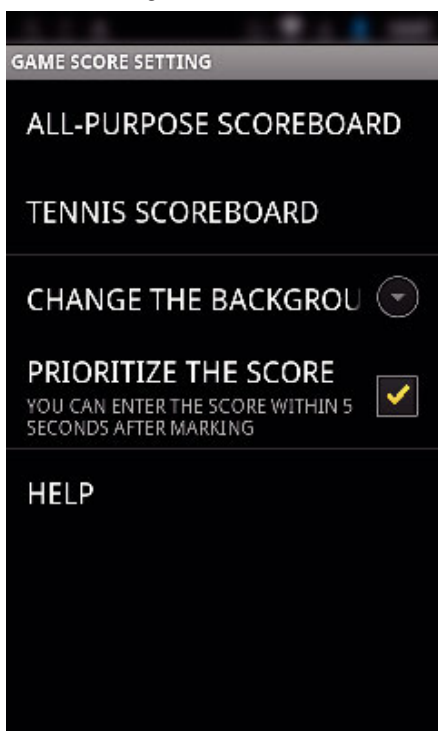 GAME SCORE SETTING
ALL-PURPOSE SCOREBOARD
TENNIS SCOREBOARD
CHANGE THE BACKGROU
PRIORITIZE THE SCORE
YOU CAN ENTER THE SCORE WITHIN 5
SECONDS AFTER MARKING
HELP